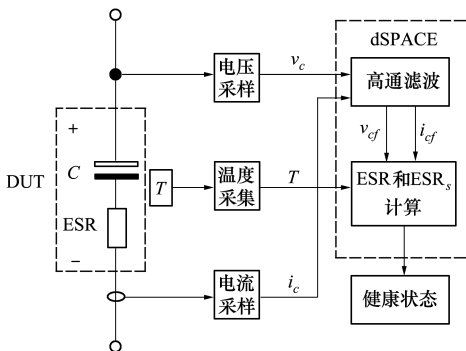 dSPACE
电压
采样
v_c
高通滤波
v_cf
i_cf
+
DUT
C
T
温度
采集
T
ESR和ESR_s
计算
ESR
−
电流
采样
i_c
健康状态